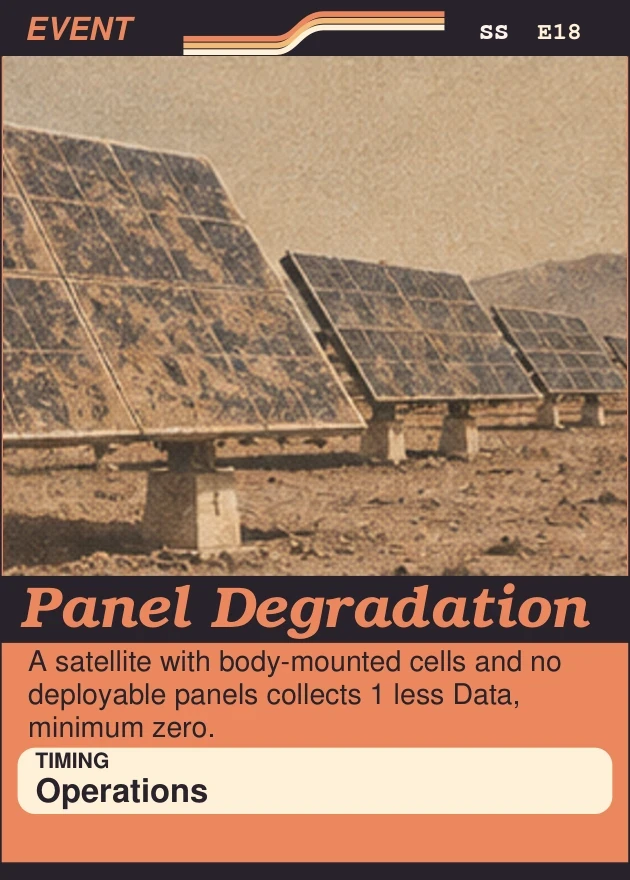 EVENT
SS E18
Panel Degradation
A satellite with body-mounted cells and no
deployable panels collects 1 less Data,
minimum zero.
TIMING
Operations